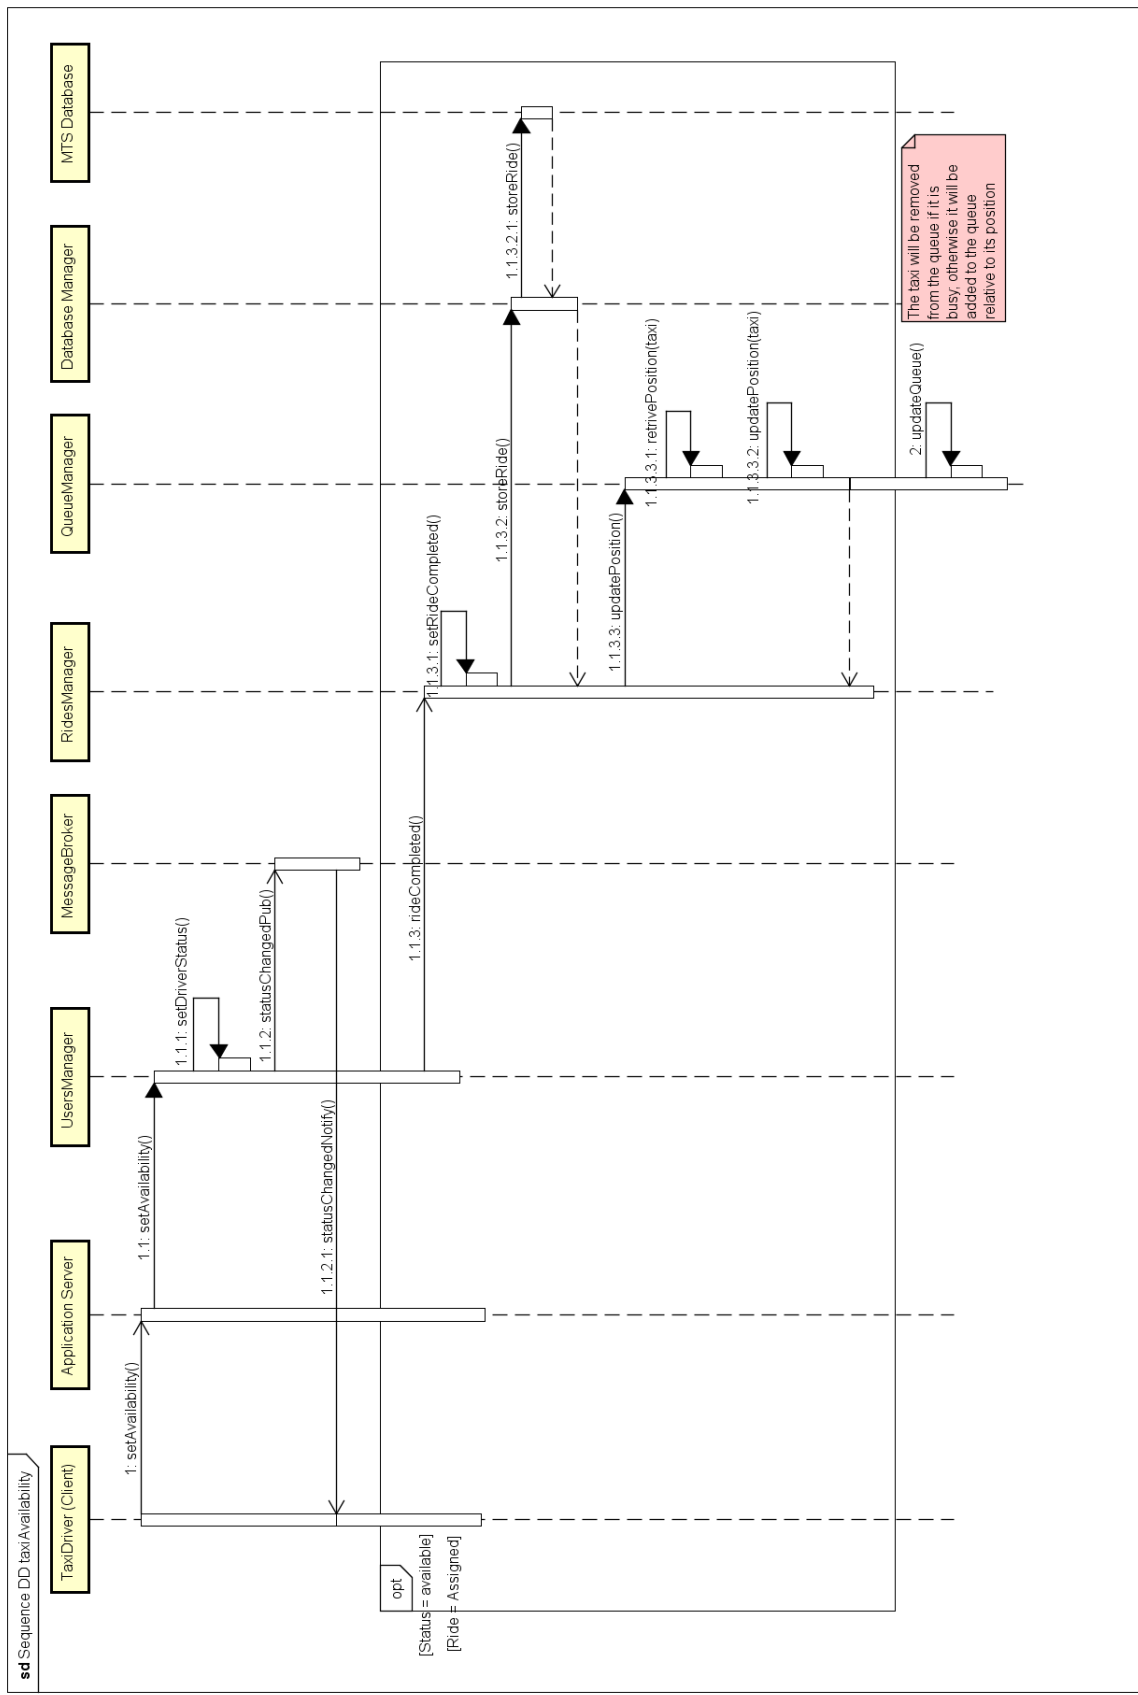 sd Sequence DD taxiAvailability
TaxiDriver (Client)
Application Server
UsersManager
MessageBroker
RidesManager
QueueManager
Database Manager
MTS Database
1: setAvailability()
1.1: setAvailability()
1.1.1: setDriverStatus()
1.1.2: statusChangedPub()
1.1.2.1: statusChangedNotify()
opt
[Status = available]
[Ride = Assigned]
1.1.3: rideCompleted()
1.1.3.1: setRideCompleted()
1.1.3.2: storeRide()
1.1.3.2.1: storeRide()
1.1.3.3: updatePosition()
1.1.3.3.1: retrivePosition(taxi)
1.1.3.3.2: updatePosition(taxi)
2: updateQueue()
The taxi will be removed
from the queue if it is
busy, otherwise it will be
added to the queue
relative to its position